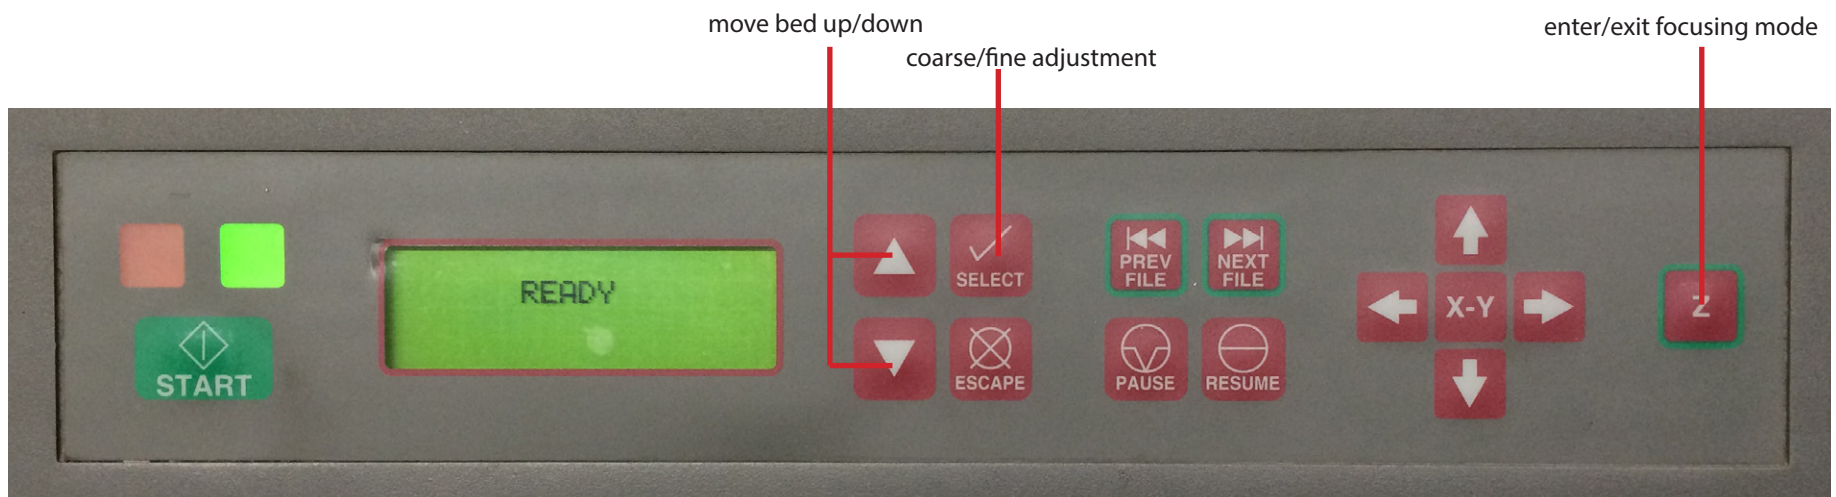 move bed up/down
coarse/fine adjustment
enter/exit focusing mode
READY
START
SELECT
ESCAPE
PREV
FILE
NEXT
FILE
PAUSE
RESUME
X-Y
Z